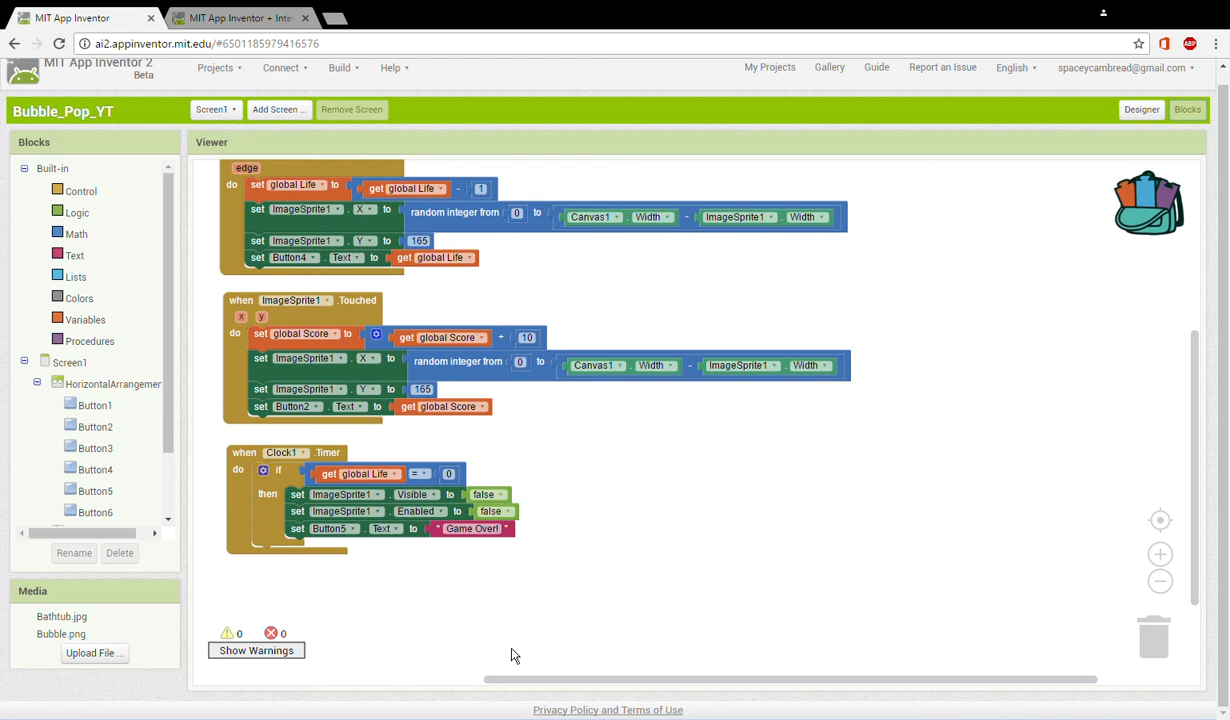 MIT App Inventor
MIT App Inventor + Inte
ai2.appinventor.mit.edu/#6501185979416576
ABP
MIT App Inventor 2
Beta
Projects Connect Build Help
My Projects Gallery Guide Report an Issue English spaceycambread@gmail.com
Bubble_Pop_YT
Screen1 Add Screen ... Remove Screen
Designer Blocks
Blocks
Viewer
Built-in
Control
Logic
Math
Text
Lists
Colors
Variables
Procedures
Screen1
HorizontalArrangemer
Button1
Button2
Button3
Button4
Button5
Button6
Rename Delete
Media
Bathtub.jpg
Bubble.png
Upload File ...
edge
do set global Life to get global Life - 1
set ImageSprite1 . X to random integer from 0 to Canvas1 . Width - ImageSprite1 . Width
set ImageSprite1 . Y to 165
set Button4 . Text to get global Life
when ImageSprite1 .Touched
x y
do set global Score to get global Score + 10
set ImageSprite1 . X to random integer from 0 to Canvas1 . Width - ImageSprite1 . Width
set ImageSprite1 . Y to 165
set Button2 . Text to get global Score
when Clock1 .Timer
do if get global Life = 0
then set ImageSprite1 . Visible to false
set ImageSprite1 . Enabled to false
set Button5 . Text to " Game Over! "
0 0
Show Warnings
Privacy Policy and Terms of Use